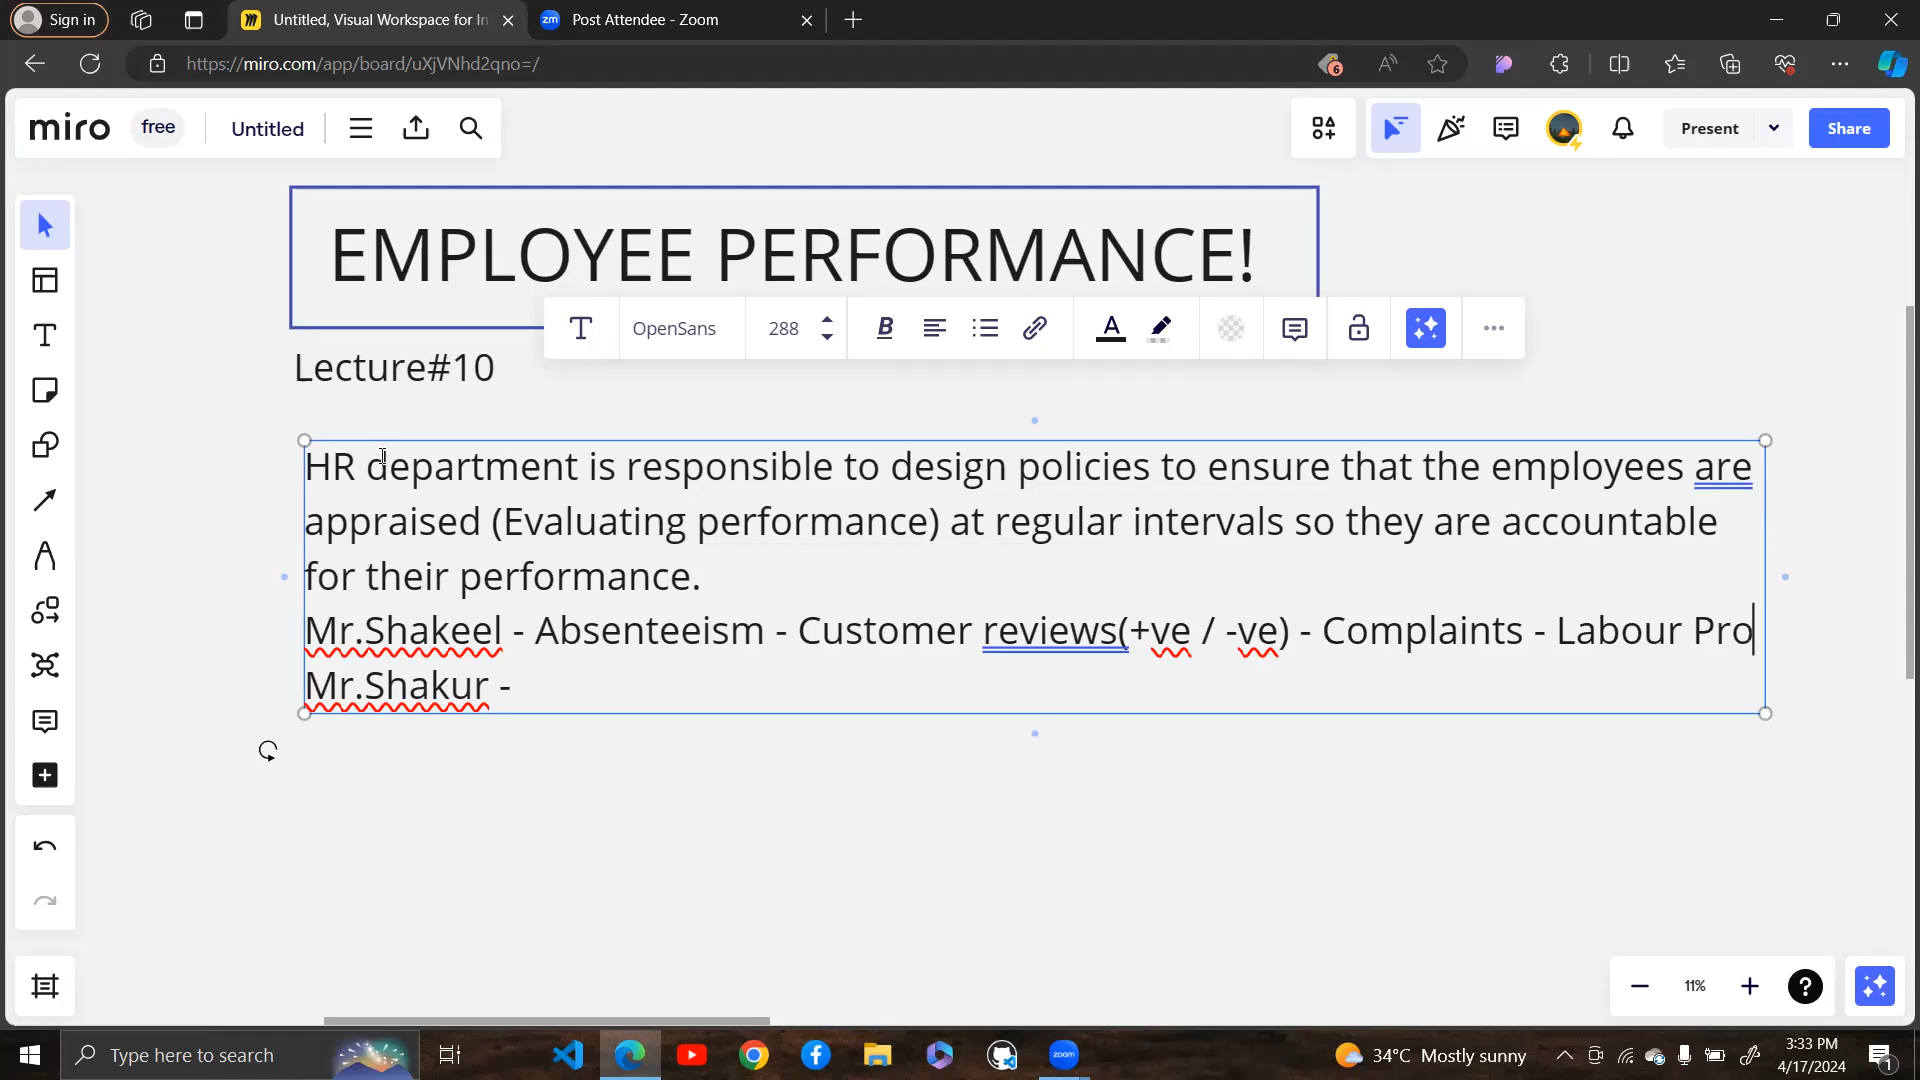 Sign in
Untitled, Visual Workspace for In
zm Post Attendee - Zoom
https://miro.com/app/board/uXjVNhd2qno=/
6
miro free Untitled
Present Share
EMPLOYEE PERFORMANCE!
OpenSans 288
Lecture#10
HR department is responsible to design policies to ensure that the employees are
appraised (Evaluating performance) at regular intervals so they are accountable
for their performance.
Mr.Shakeel - Absenteeism - Customer reviews(+ve / -ve) - Complaints - Labour Pro
Mr.Shakur -
11%
Type here to search
zoom
34°C Mostly sunny
3:33 PM
4/17/2024
1